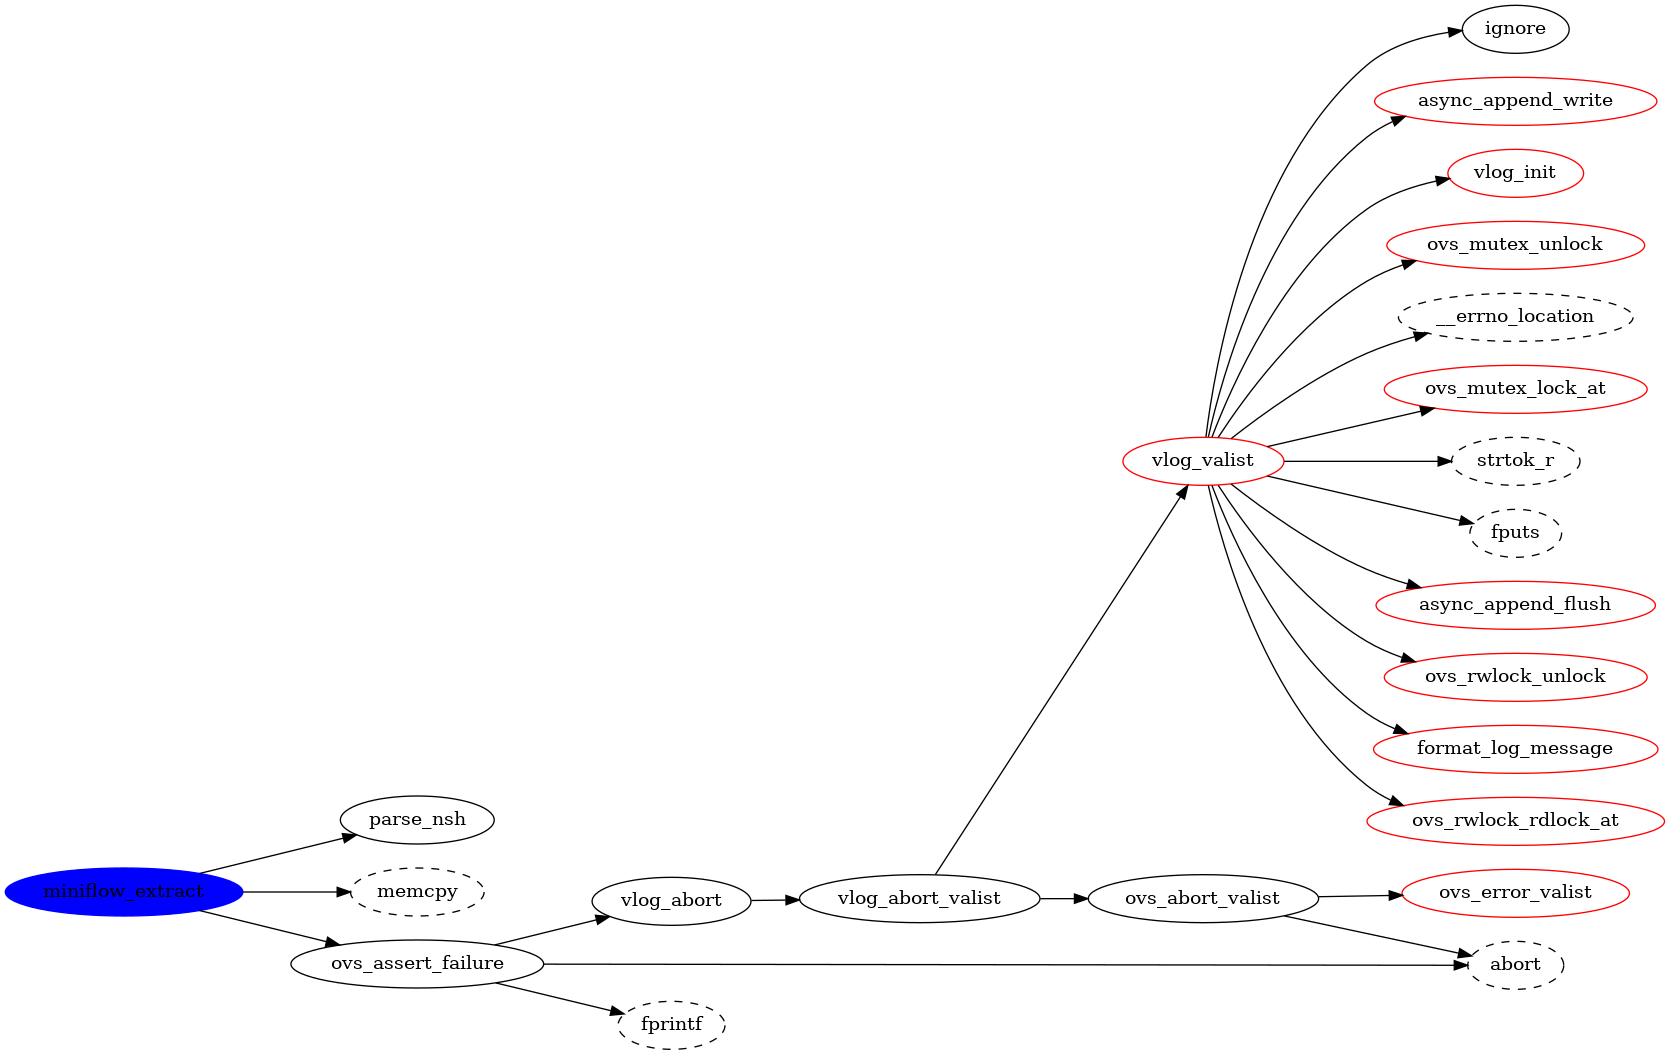 ignore
async_append_write
vlog_init
ovs_mutex_unlock
__errno_location
ovs_mutex_lock_at
vlog_valist
strtok_r
fputs
async_append_flush
ovs_rwlock_unlock
format_log_message
parse_nsh
ovs_rwlock_rdlock_at
miniflow_extract
memcpy
vlog_abort
vlog_abort_valist
ovs_abort_valist
ovs_error_valist
ovs_assert_failure
abort
fprintf